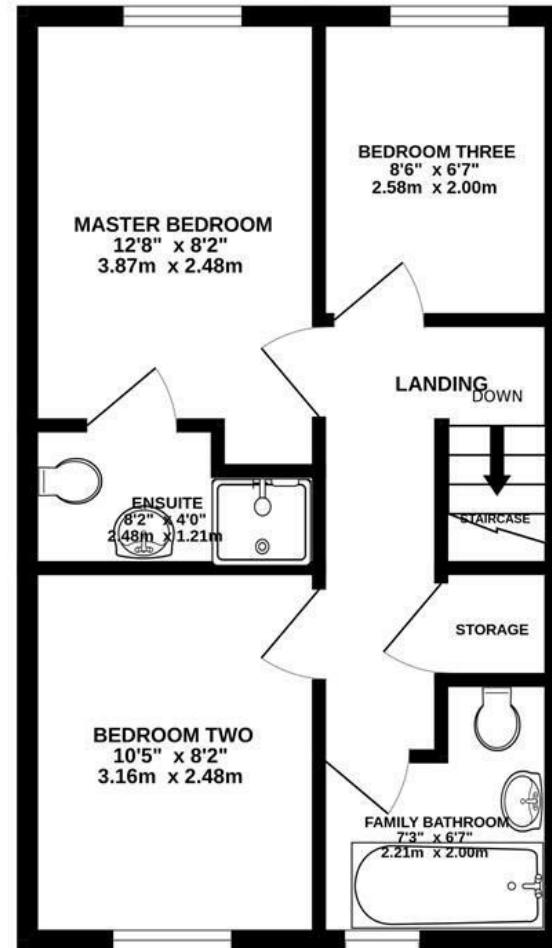 MASTER BEDROOM
12'8" x 8'2"
3.87m x 2.48m
BEDROOM THREE
8'6" x 6'7"
2.58m x 2.00m
LANDING
DOWN
STAIRCASE
ENSUITE
8'2" x 4'0"
2.48m x 1.21m
STORAGE
BEDROOM TWO
10'5" x 8'2"
3.16m x 2.48m
FAMILY BATHROOM
7'3" x 6'7"
2.21m x 2.00m